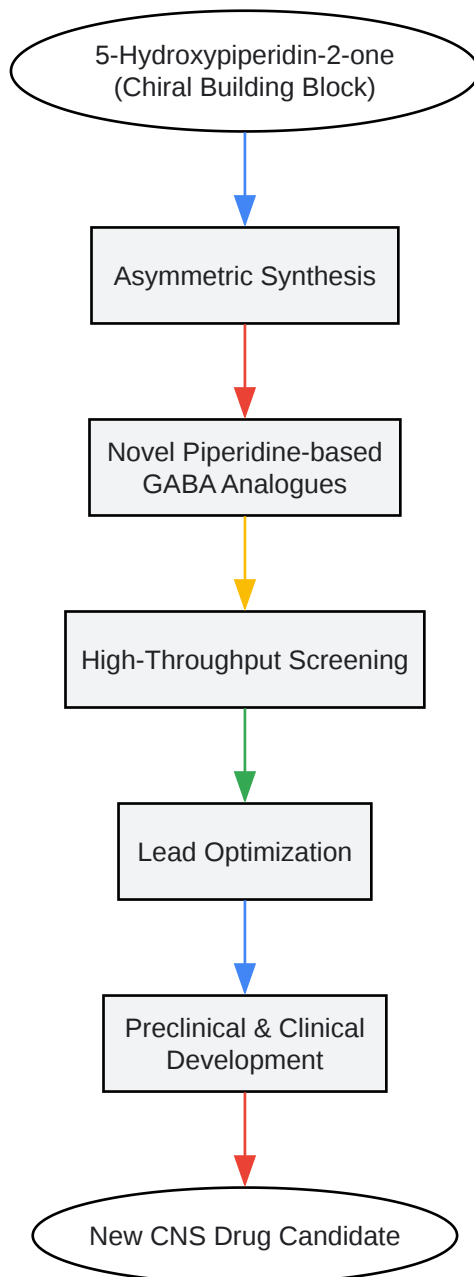 5-Hydroxypiperidin-2-one
(Chiral Building Block)
Asymmetric Synthesis
Novel Piperidine-based
GABA Analogues
High-Throughput Screening
Lead Optimization
Preclinical & Clinical
Development
New CNS Drug Candidate